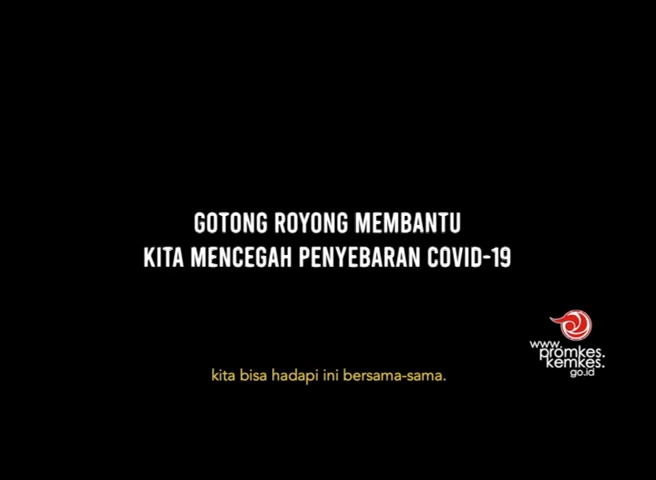 GOTONG ROYONG MEMBANTU
KITA MENCEGAH PENYEBARAN COVID-19
www.
promkes.
kemkes.
go.id
kita bisa hadapi ini bersama-sama.